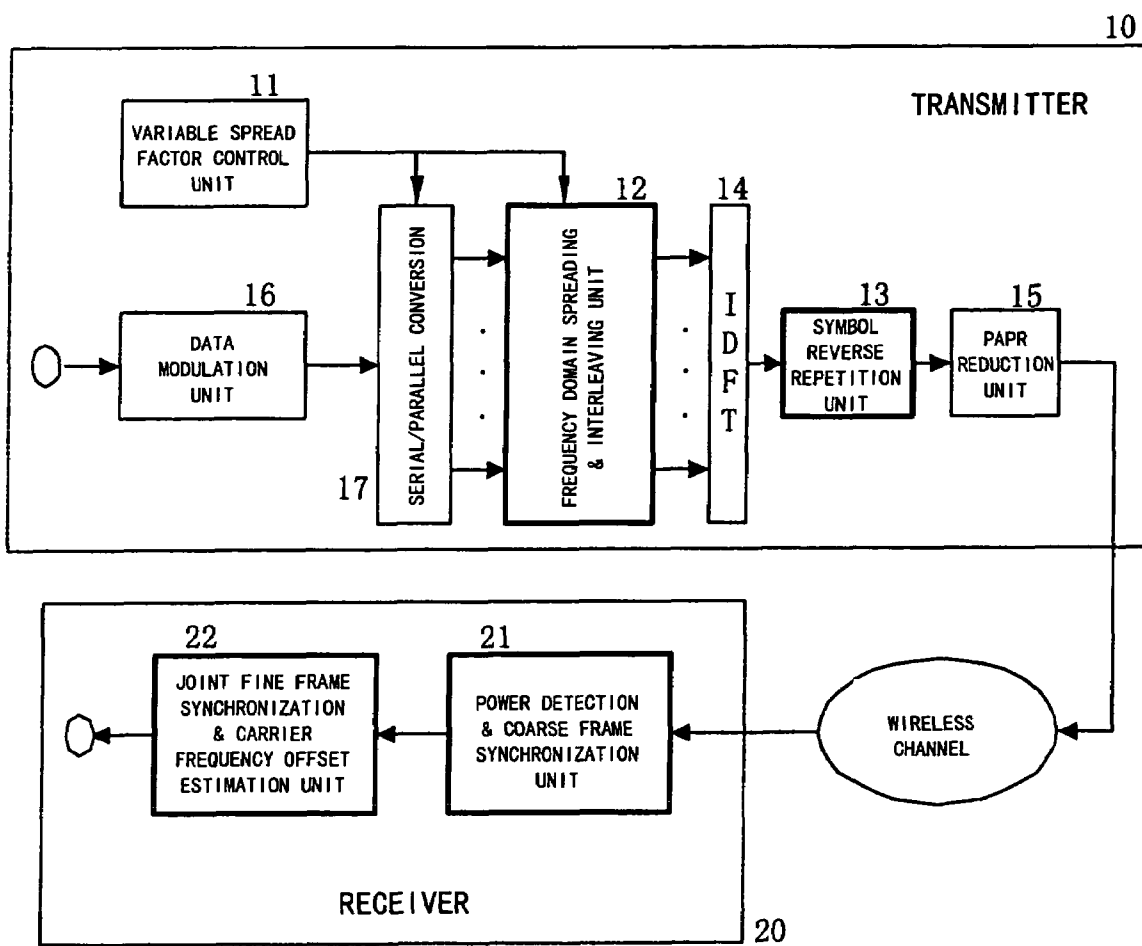 10
TRANSMITTER
11
VARIABLE SPREAD
FACTOR CONTROL
UNIT
16
DATA
MODULATION
UNIT
17
SERIAL/PARALLEL CONVERSION
12
FREQUENCY DOMAIN SPREADING
& INTERLEAVING UNIT
14
IDFT
13
SYMBOL
REVERSE
REPETITION
UNIT
15
PAPR
REDUCTION
UNIT
22
JOINT FINE FRAME
SYNCHRONIZATION
& CARRIER
FREQUENCY OFFSET
ESTIMATION UNIT
21
POWER DETECTION
& COARSE FRAME
SYNCHRONIZATION
UNIT
WIRELESS
CHANNEL
RECEIVER
20